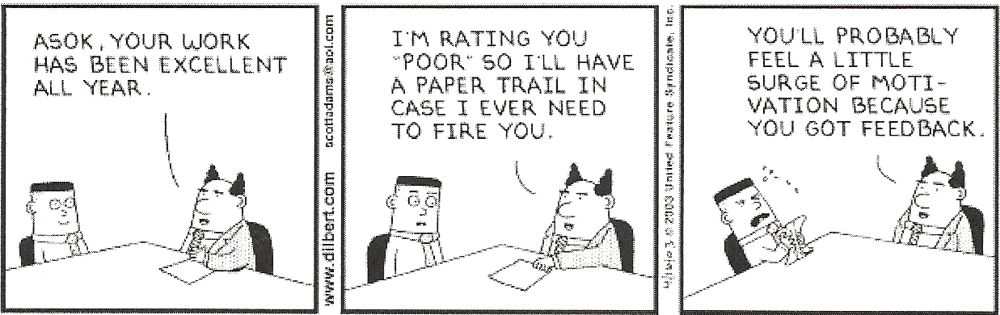 ASOK, YOUR WORK
HAS BEEN EXCELLENT
ALL YEAR.
www.dilbert.com scottadams@aol.com
I'M RATING YOU
"POOR" SO I'LL HAVE
A PAPER TRAIL IN
CASE I EVER NEED
TO FIRE YOU.
© 2003 United Feature Syndicate, Inc.
YOU'LL PROBABLY
FEEL A LITTLE
SURGE OF MOTI-
VATION BECAUSE
YOU GOT FEEDBACK.